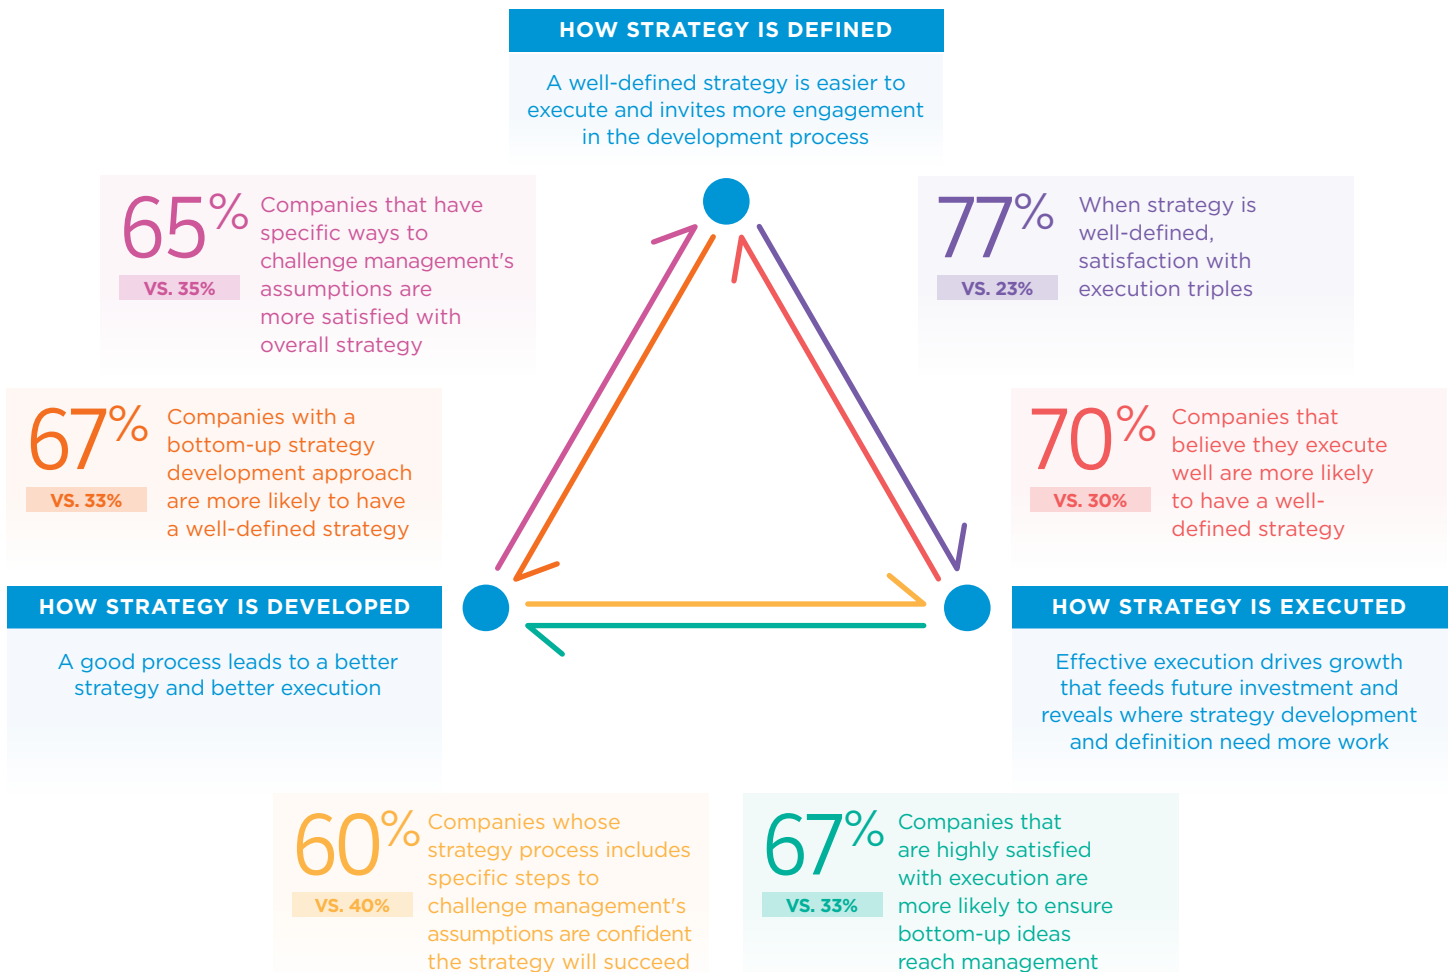 HOW STRATEGY IS DEFINED
A well-defined strategy is easier to
execute and invites more engagement
in the development process
65%
VS. 35%
Companies that have
specific ways to
challenge management's
assumptions are
more satisfied with
overall strategy
77%
VS. 23%
When strategy is
well-defined,
satisfaction with
execution triples
67%
VS. 33%
Companies with a
bottom-up strategy
development approach
are more likely to have
a well-defined strategy
70%
VS. 30%
Companies that
believe they execute
well are more likely
to have a well-
defined strategy
HOW STRATEGY IS DEVELOPED
A good process leads to a better
strategy and better execution
HOW STRATEGY IS EXECUTED
Effective execution drives growth
that feeds future investment and
reveals where strategy development
and definition need more work
60%
VS. 40%
Companies whose
strategy process includes
specific steps to
challenge management's
assumptions are confident
the strategy will succeed
67%
VS. 33%
Companies that
are highly satisfied
with execution are
more likely to ensure
bottom-up ideas
reach management